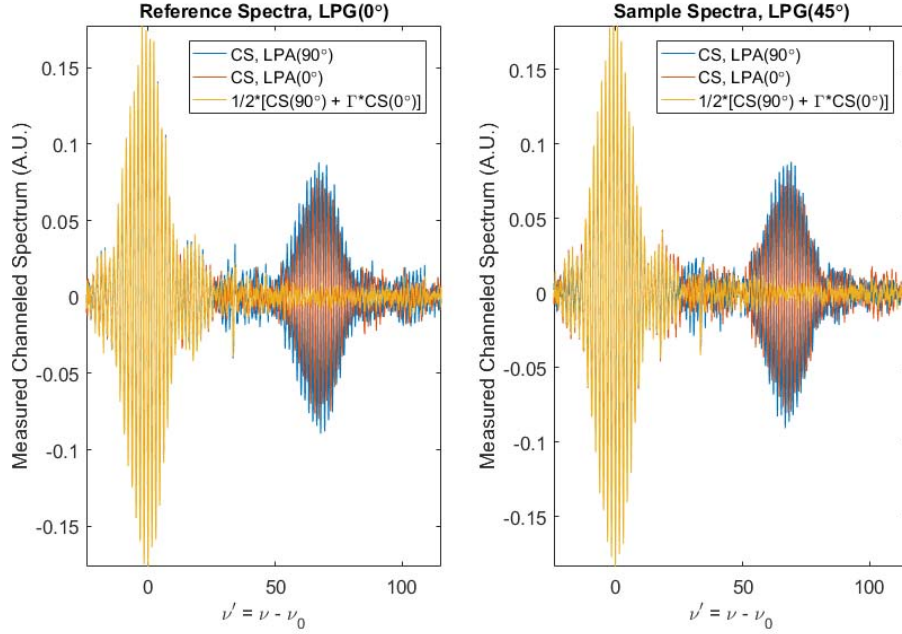 Reference Spectra, LPG(0°)
CS, LPA(90°)
CS, LPA(0°)
1/2*[CS(90°) + Γ*CS(0°)]
Measured Channeled Spectrum (A.U.)
0.15
0.1
0.05
0
-0.05
-0.1
-0.15
0
50
100
ν' = ν - ν0
Sample Spectra, LPG(45°)
CS, LPA(90°)
CS, LPA(0°)
1/2*[CS(90°) + Γ*CS(0°)]
Measured Channeled Spectrum (A.U.)
0.15
0.1
0.05
0
-0.05
-0.1
-0.15
0
50
100
ν' = ν - ν0